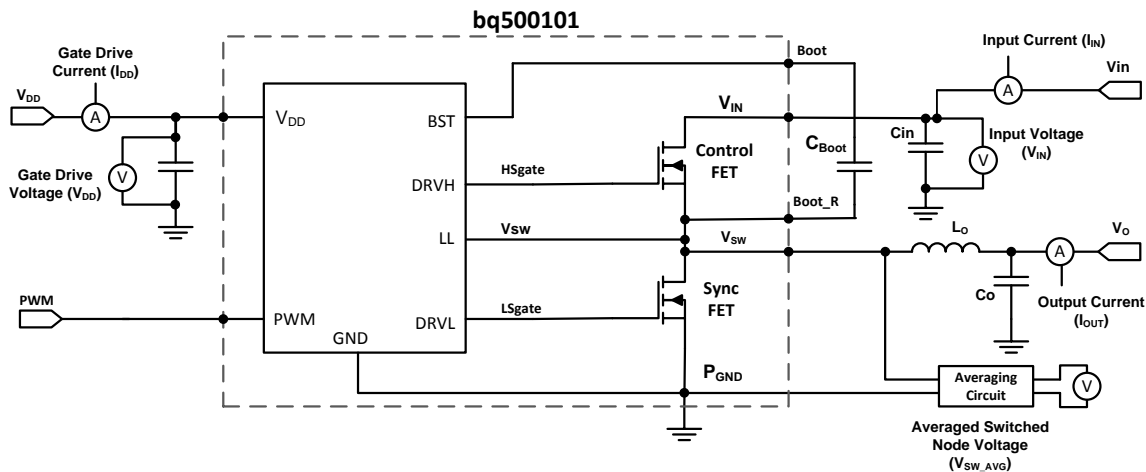 bq500101
Gate Drive
Current (IDD)
VDD
A
V
Gate Drive
Voltage (VDD)
PWM
VDD
BST
DRVH
LL
DRVL
PWM
GND
HSgate
Vsw
LSgate
Control
FET
Sync
FET
VIN
VSW
PGND
Boot
CBoot
Boot_R
Input Current (IIN)
A
Vin
Cin
V
Input Voltage
(VIN)
LO
A
VO
Co
Output Current
(IOUT)
Averaging
Circuit
V
Averaged Switched
Node Voltage
(VSW_AVG)